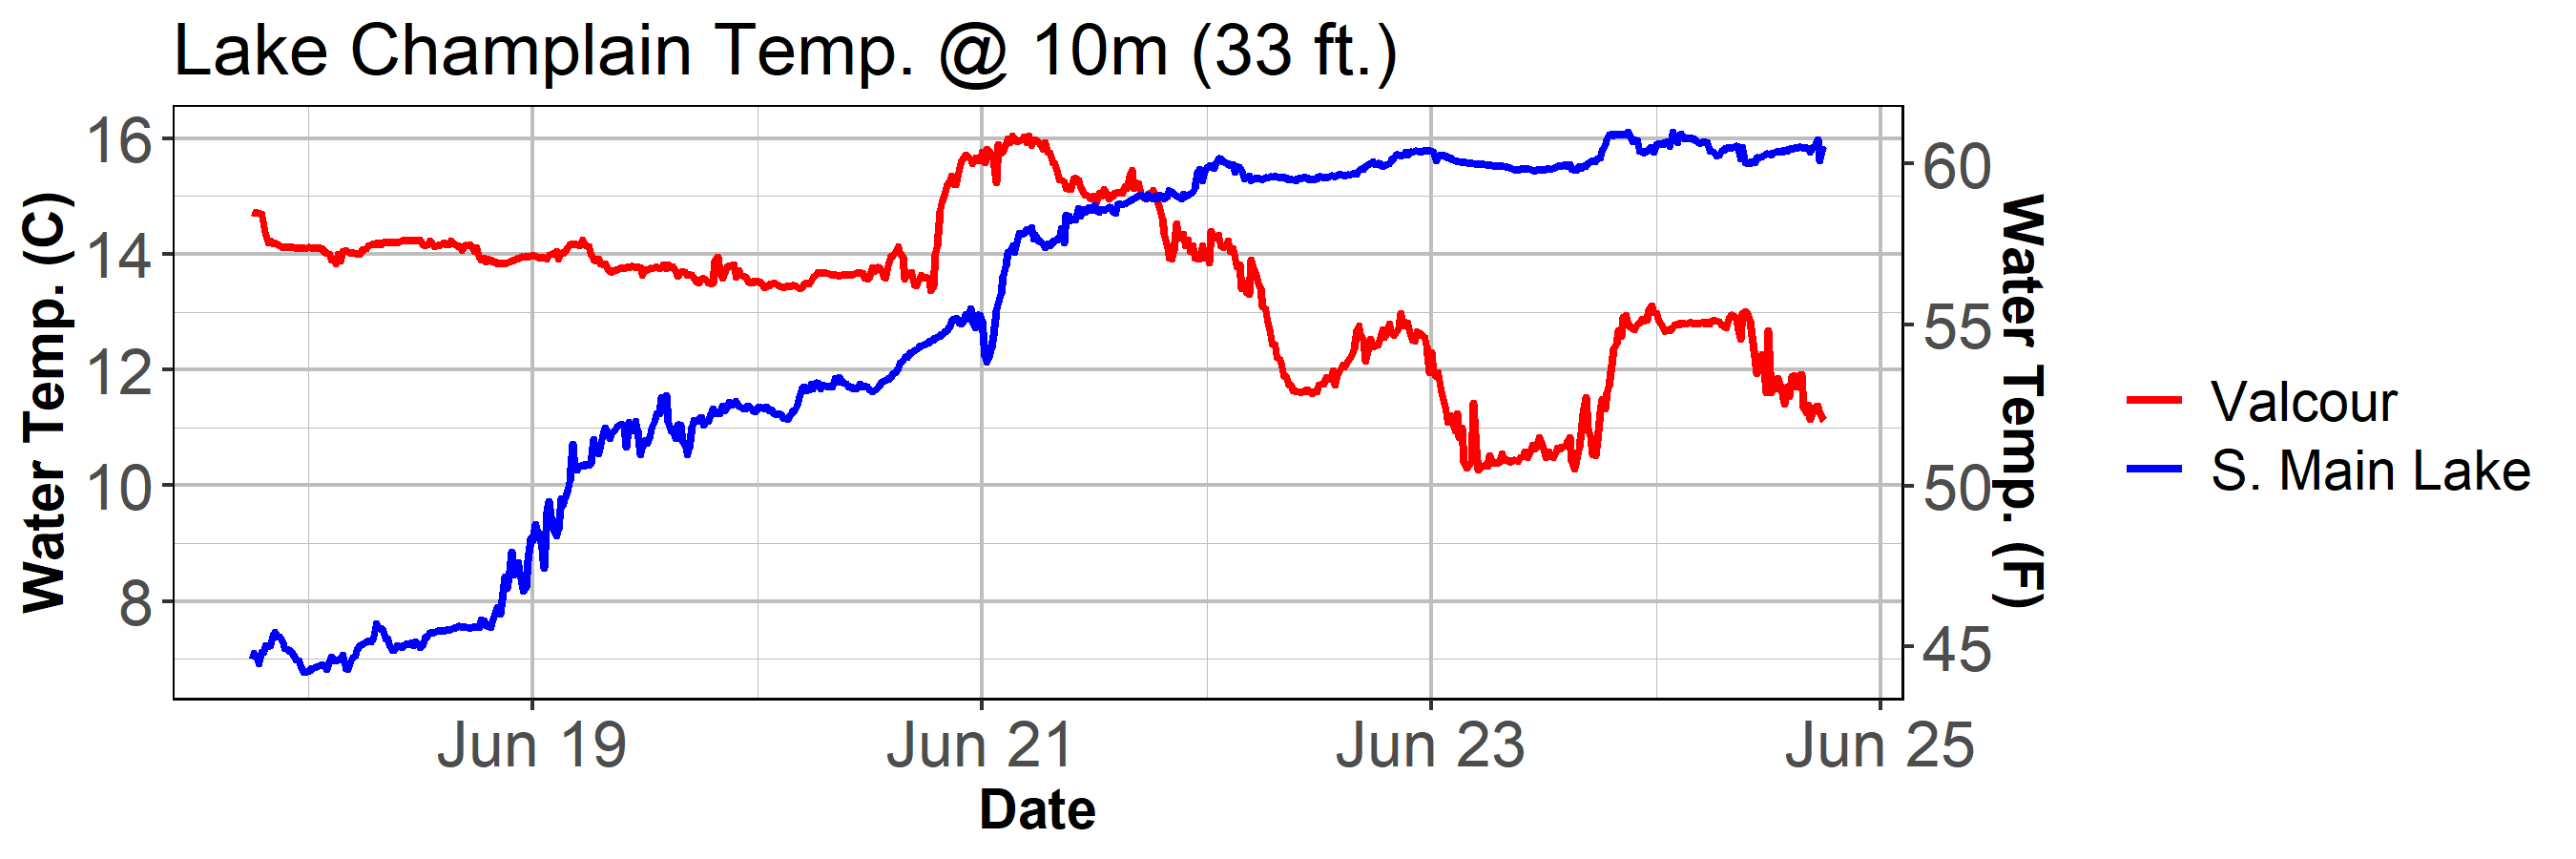 Lake Champlain Temp. @ 10m (33 ft.)
Water Temp. (C)
16
14
12
10
8
60
55
50
45
Water Temp. (F)
Jun 19
Jun 21
Jun 23
Jun 25
Date
Valcour
S. Main Lake